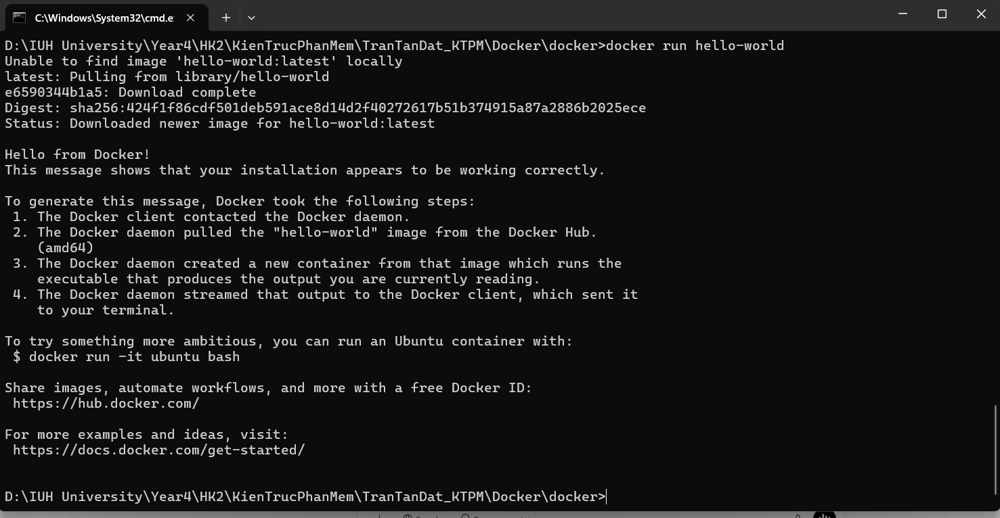 C:\Windows\System32\cmd.e
D:\IUH University\Year4\HK2\KienTrucPhanMem\TranTanDat_KTPM\Docker\docker>docker run hello-world
Unable to find image 'hello-world:latest' locally
latest: Pulling from library/hello-world
e6590344b1a5: Download complete
Digest: sha256:424f1f86cdf501deb591ace8d14d2f40272617b51b374915a87a2886b2025ece
Status: Downloaded newer image for hello-world:latest
Hello from Docker!
This message shows that your installation appears to be working correctly.
To generate this message, Docker took the following steps:
1. The Docker client contacted the Docker daemon.
2. The Docker daemon pulled the "hello-world" image from the Docker Hub.
(amd64)
3. The Docker daemon created a new container from that image which runs the
executable that produces the output you are currently reading.
4. The Docker daemon streamed that output to the Docker client, which sent it
to your terminal.
To try something more ambitious, you can run an Ubuntu container with:
$ docker run -it ubuntu bash
Share images, automate workflows, and more with a free Docker ID:
https://hub.docker.com/
For more examples and ideas, visit:
https://docs.docker.com/get-started/
D:\IUH University\Year4\HK2\KienTrucPhanMem\TranTanDat_KTPM\Docker\docker>